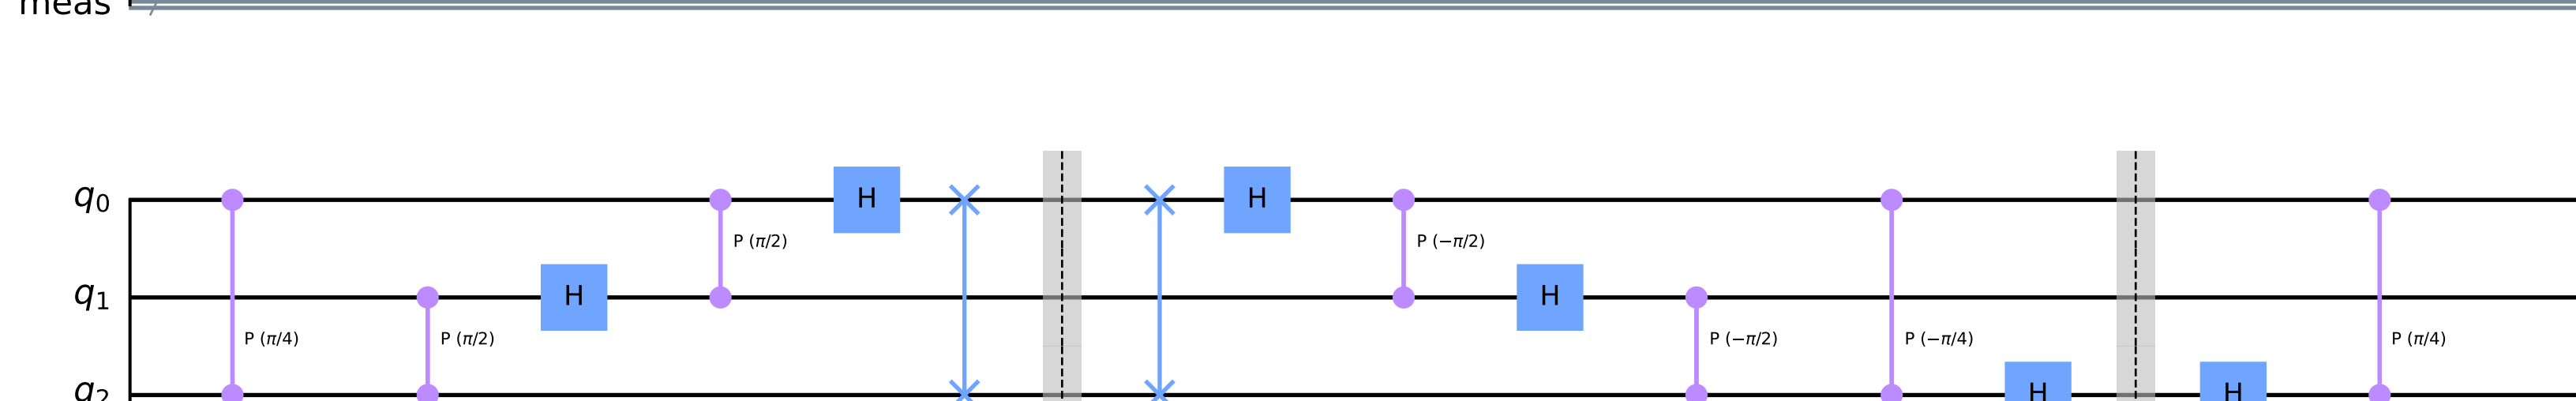 meas
q0 H H
P (π/2) P (−π/2)
q1 H H
P (π/4) P (π/2) P (−π/2) P (−π/4) P (π/4)
q2 H H